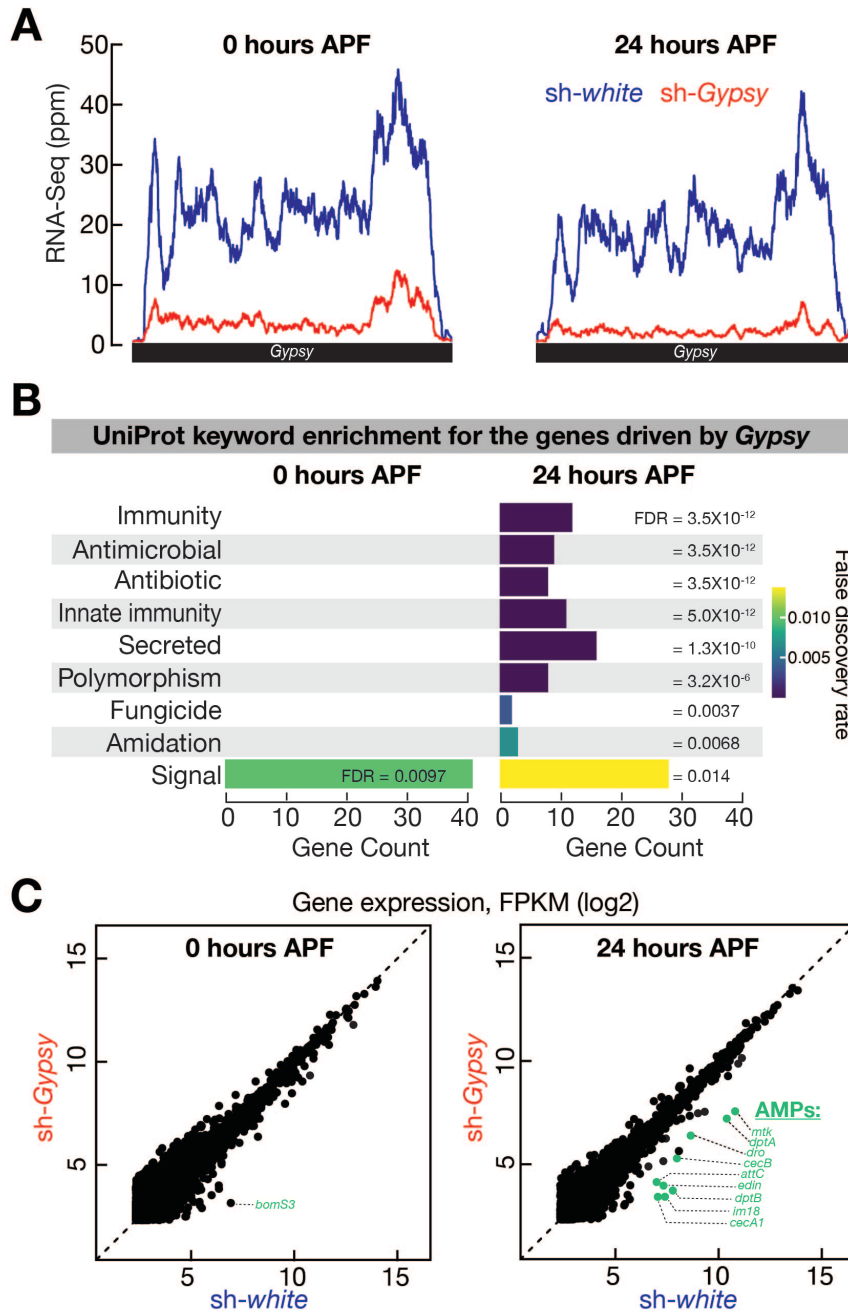 A
0 hours APF
24 hours APF
sh-white sh-Gypsy
RNA-Seq (ppm)
50
40
30
20
10
0
Gypsy
Gypsy
B
UniProt keyword enrichment for the genes driven by Gypsy
0 hours APF
24 hours APF
Immunity
FDR = 3.5X10⁻¹²
Antimicrobial
= 3.5X10⁻¹²
Antibiotic
= 3.5X10⁻¹²
Innate immunity
= 5.0X10⁻¹²
Secreted
= 1.3X10⁻¹⁰
Polymorphism
= 3.2X10⁻⁶
Fungicide
= 0.0037
Amidation
= 0.0068
Signal
FDR = 0.0097
= 0.014
0 10 20 30 40
Gene Count
0 10 20 30 40
Gene Count
False discovery rate
0.010
0.005
C
Gene expression, FPKM (log2)
0 hours APF
15
10
5
sh-Gypsy
bomS3
5 10 15
sh-white
24 hours APF
15
10
5
sh-Gypsy
AMPs:
mtk
dptA
dro
cecB
attC
edin
dptB
im18
cecA1
5 10 15
sh-white